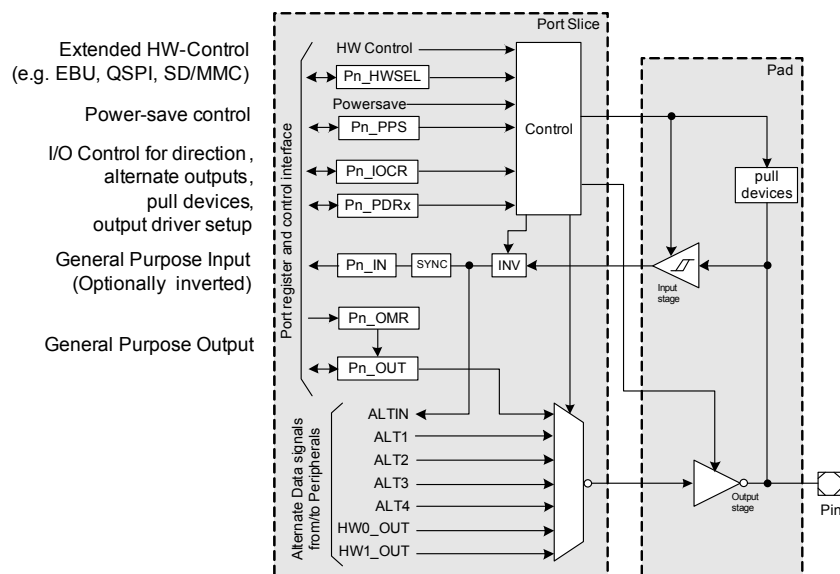 Port Slice
Extended HW-Control
(e.g. EBU, QSPI, SD/MMC)
Power-save control
I/O Control for direction,
alternate outputs,
pull devices,
output driver setup
General Purpose Input
(Optionally inverted)
General Purpose Output
Port register and control interface
HW Control
Pn_HWSEL
Powersave
Pn_PPS
Pn_IOCR
Pn_PDRx
Control
Pn_IN
SYNC
INV
Pn_OMR
Pn_OUT
Alternate Data signals
from/to Peripherals
ALTIN
ALT1
ALT2
ALT3
ALT4
HW0_OUT
HW1_OUT
Pad
pull
devices
Input
stage
Output
stage
Pin